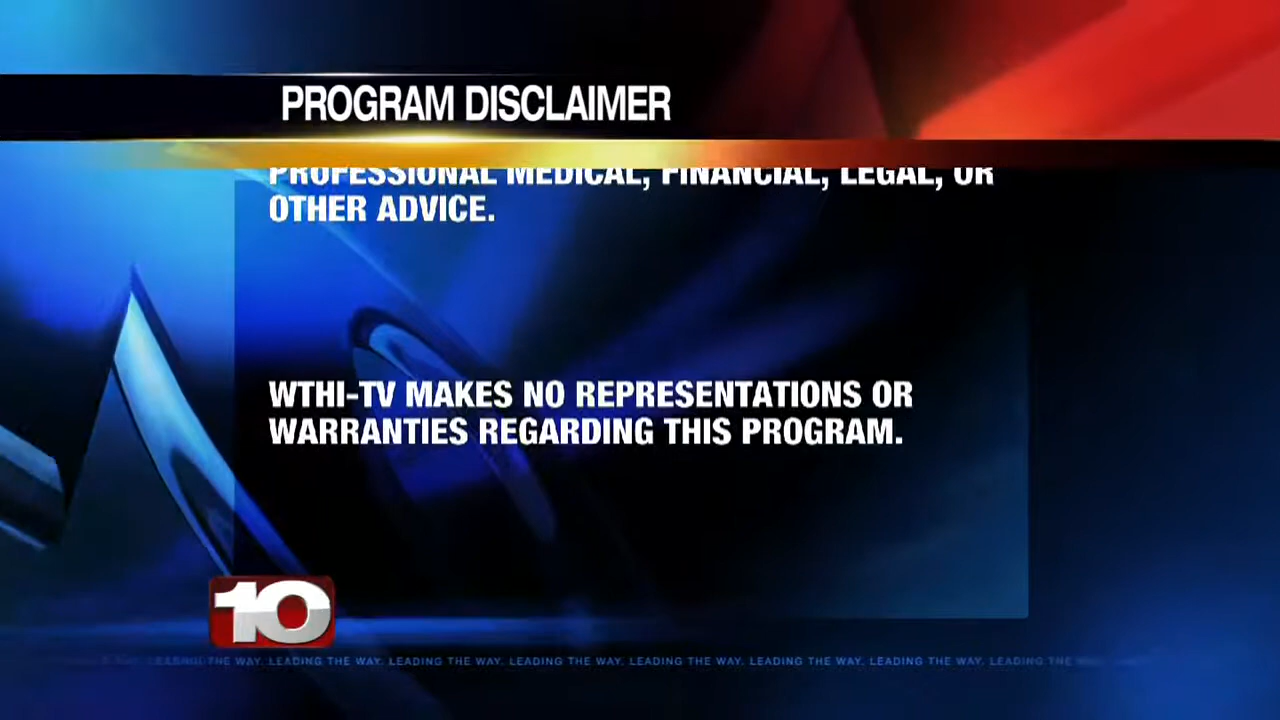 PROGRAM DISCLAIMER
PROFESSIONAL MEDICAL, FINANCIAL, LEGAL, OR
OTHER ADVICE.
WTHI-TV MAKES NO REPRESENTATIONS OR
WARRANTIES REGARDING THIS PROGRAM.
10
LEADING THE WAY. LEADING THE WAY. LEADING THE WAY. LEADING THE WAY. LEADING THE WAY. LEADING THE WAY. LEADING THE WAY. LEADING THE